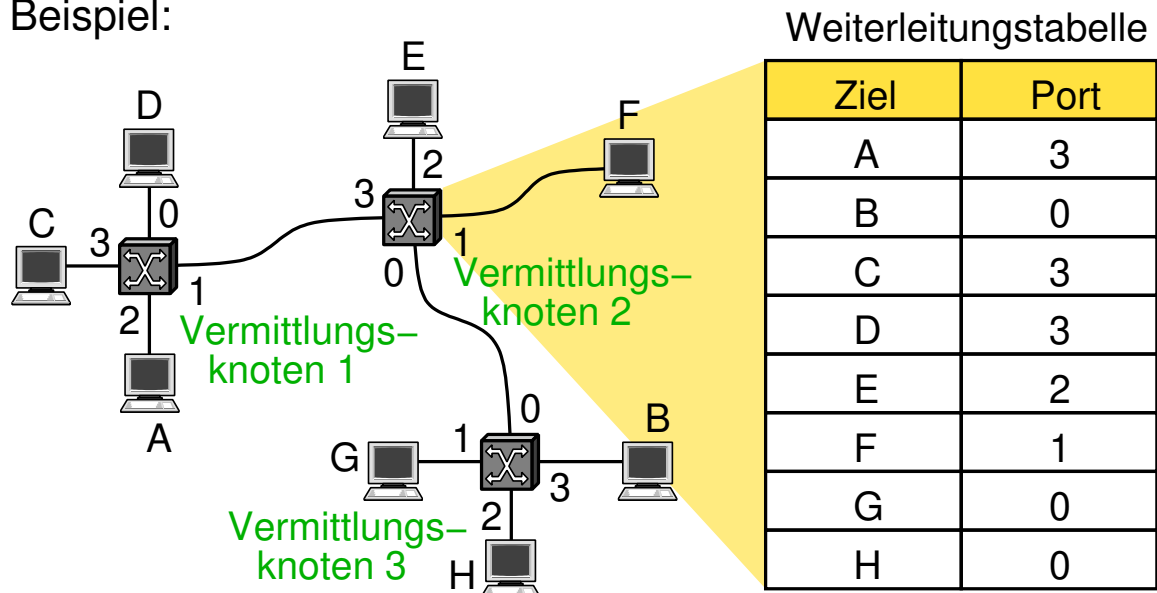 Beispiel:
Weiterleitungstabelle
Ziel Port
A 3
B 0
C 3
D 3
E 2
F 1
G 0
H 0
E
D
F
2
3
1
0
C
3
0
1
2
A
Vermittlungs–
knoten 1
Vermittlungs–
knoten 2
0
1
G
B
3
2
H
Vermittlungs–
knoten 3